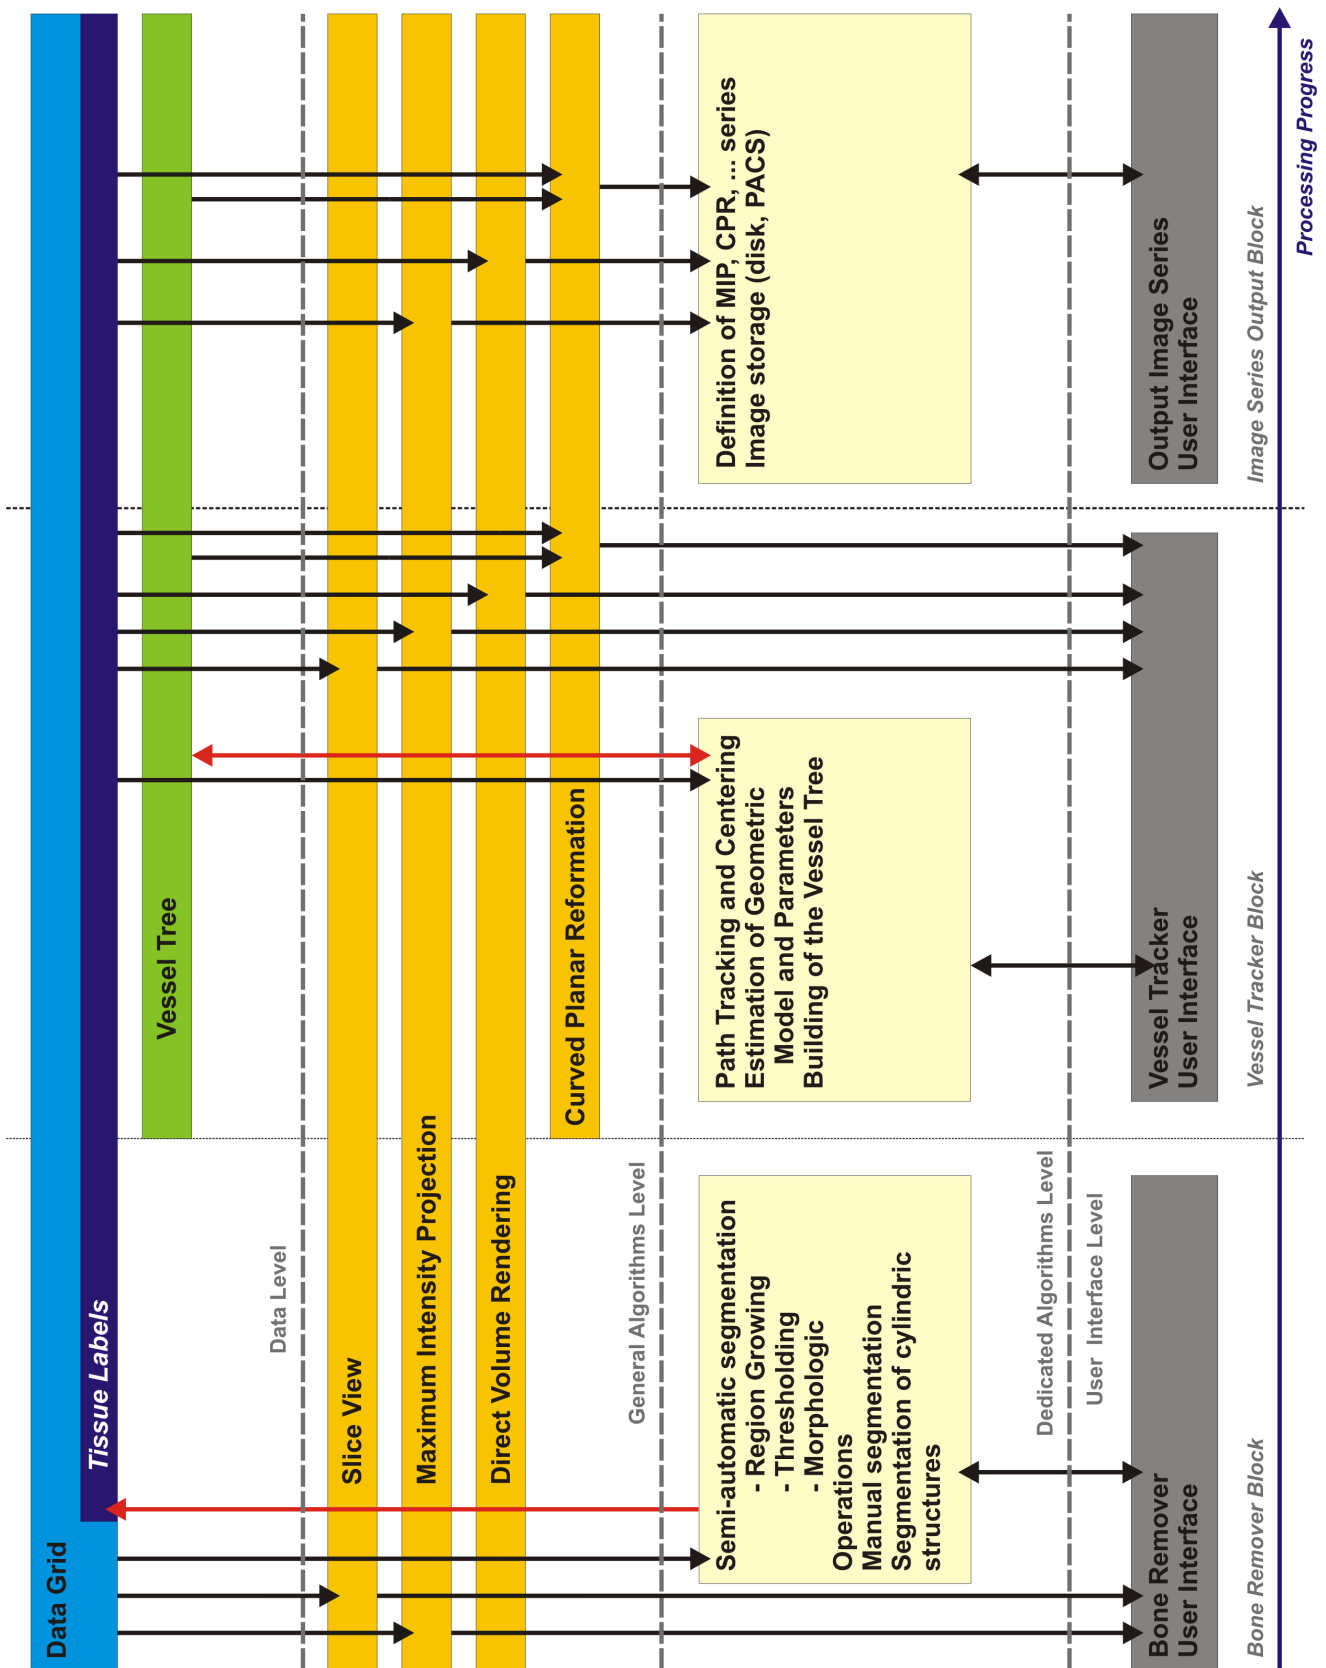 Data Grid
Tissue Labels
Vessel Tree
Data Level
Slice View
Maximum Intensity Projection
Direct Volume Rendering
Curved Planar Reformation
General Algorithms Level
Semi-automatic segmentation
- Region Growing
- Thresholding
- Morphologic
Operations
Manual segmentation
Segmentation of cylindric
structures
Path Tracking and Centering
Estimation of Geometric
Model and Parameters
Building of the Vessel Tree
Definition of MIP, CPR, ... series
Image storage (disk, PACS)
Dedicated Algorithms Level
User Interface Level
Bone Remover
User Interface
Vessel Tracker
User Interface
Output Image Series
User Interface
Bone Remover Block
Vessel Tracker Block
Image Series Output Block
Processing Progress